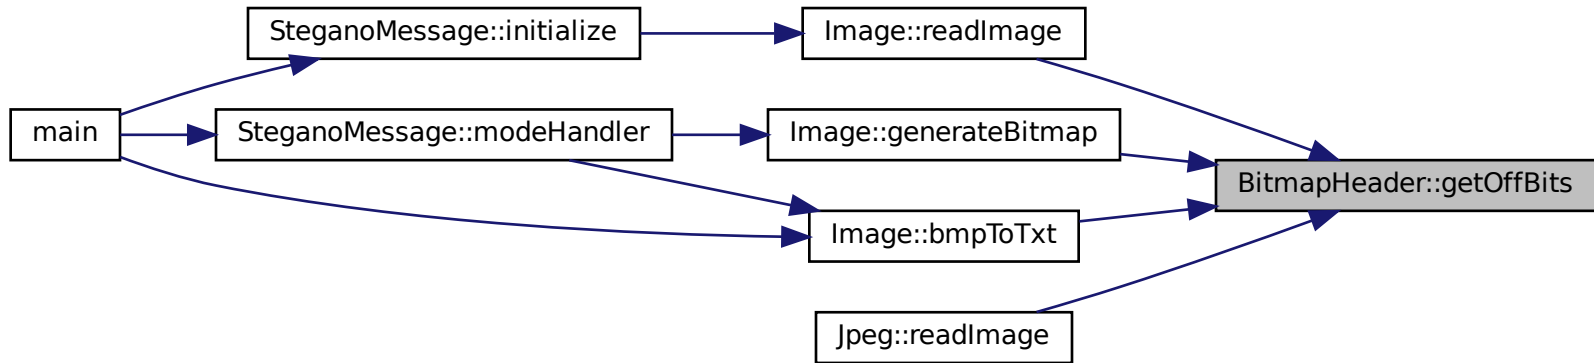 SteganoMessage::initialize
Image::readImage
main
SteganoMessage::modeHandler
Image::generateBitmap
BitmapHeader::getOffBits
Image::bmpToTxt
Jpeg::readImage